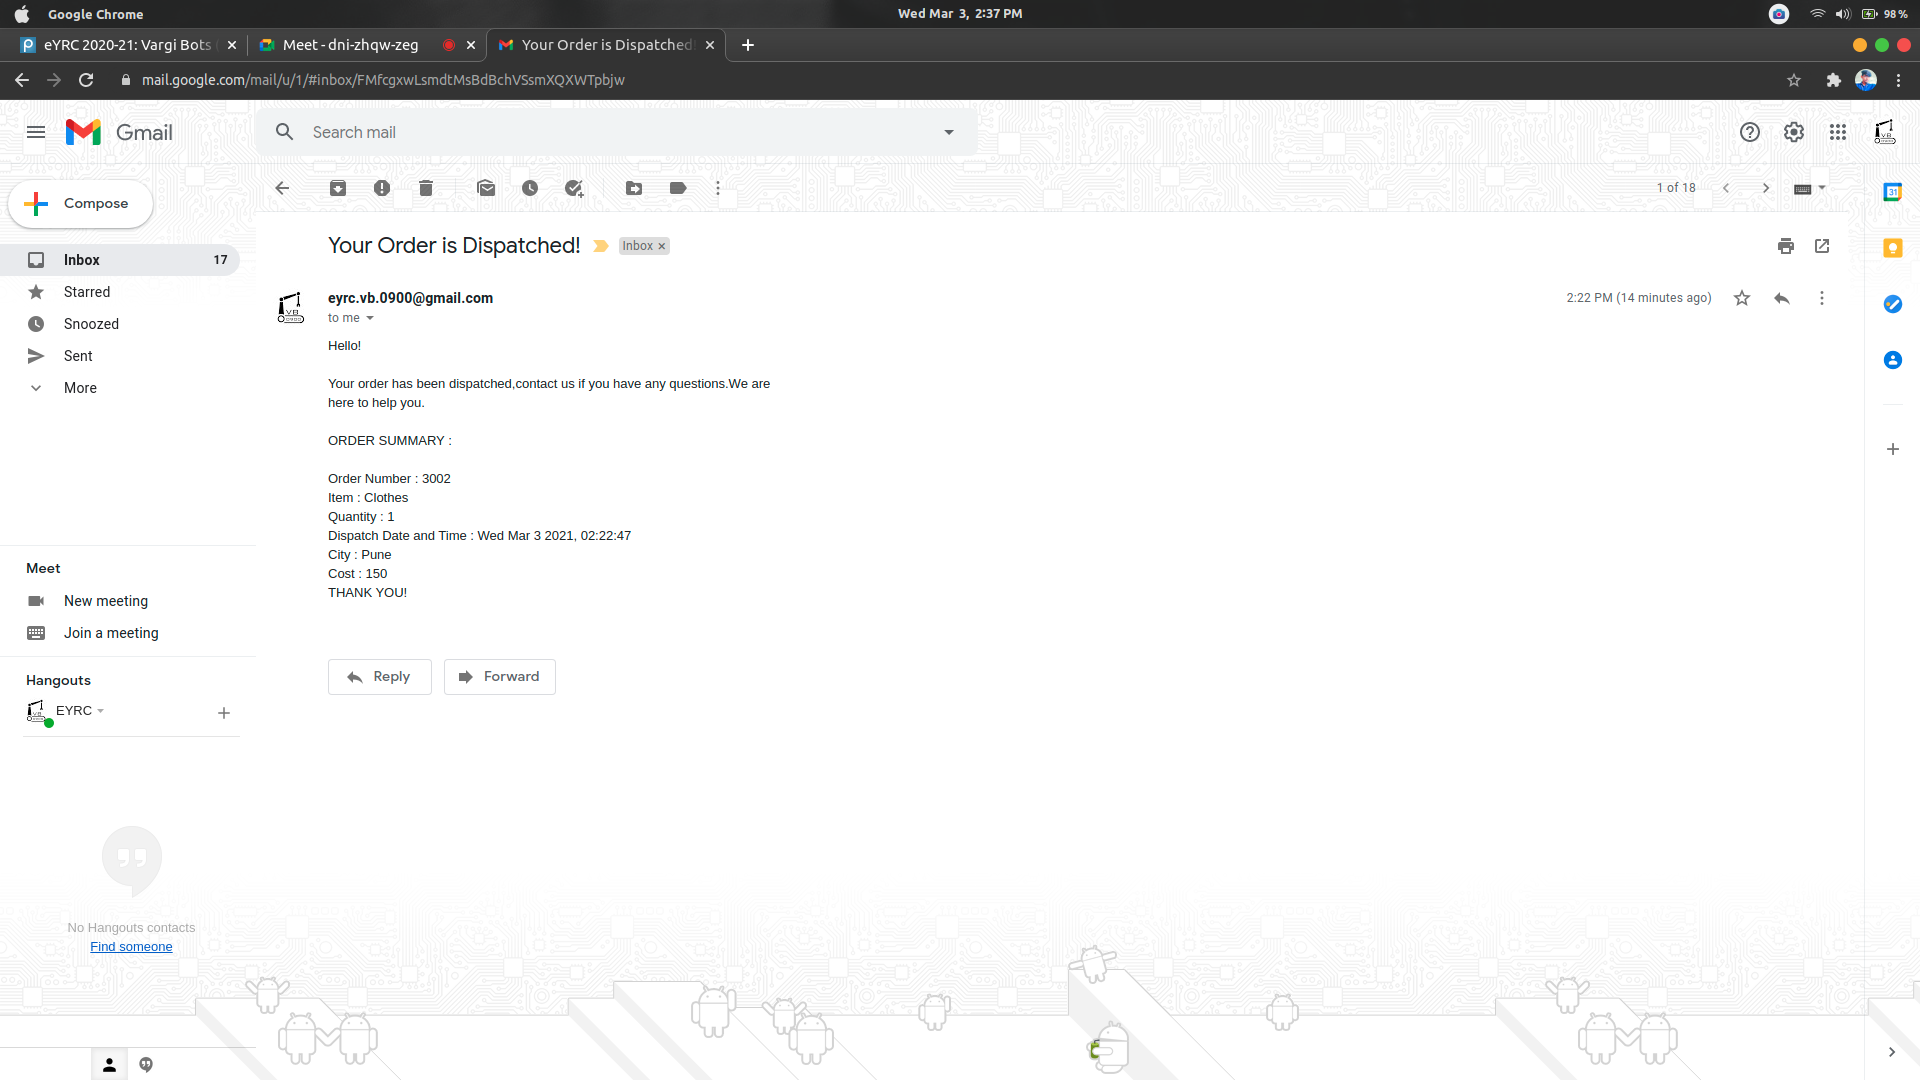 Google Chrome
Wed Mar 3, 2:37 PM
98 %
eYRC 2020-21: Vargi Bots
Meet - dni-zhqw-zeg
Your Order is Dispatched
mail.google.com/mail/u/1/#inbox/FMfcgxwLsmdtMsBdBchVSsmXQXWTpbjw
Gmail
Search mail
1 of 18
Compose
Inbox 17
Starred
Snoozed
Sent
More
Your Order is Dispatched!
Inbox
eyrc.vb.0900@gmail.com
2:22 PM (14 minutes ago)
to me
Hello!
Your order has been dispatched,contact us if you have any questions.We are
here to help you.
ORDER SUMMARY :
Order Number : 3002
Item : Clothes
Quantity : 1
Dispatch Date and Time : Wed Mar 3 2021, 02:22:47
City : Pune
Cost : 150
THANK YOU!
Reply
Forward
Meet
New meeting
Join a meeting
Hangouts
EYRC
No Hangouts contacts
Find someone
31